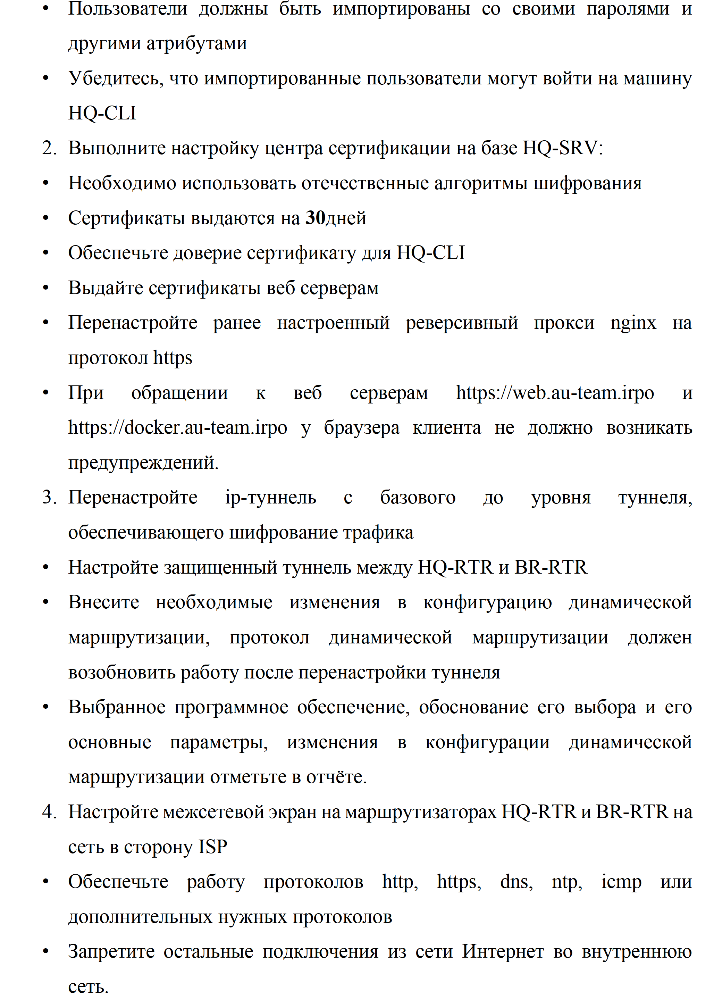 • Пользователи должны быть импортированы со своими паролями и
другими атрибутами
• Убедитесь, что импортированные пользователи могут войти на машину
HQ-CLI
2. Выполните настройку центра сертификации на базе HQ-SRV:
• Необходимо использовать отечественные алгоритмы шифрования
• Сертификаты выдаются на 30дней
• Обеспечьте доверие сертификату для HQ-CLI
• Выдайте сертификаты веб серверам
• Перенастройте ранее настроенный реверсивный прокси nginx на
протокол https
• При обращении к веб серверам https://web.au-team.irpo и
https://docker.au-team.irpo у браузера клиента не должно возникать
предупреждений.
3. Перенастройте ip-туннель с базового до уровня туннеля,
обеспечивающего шифрование трафика
• Настройте защищенный туннель между HQ-RTR и BR-RTR
• Внесите необходимые изменения в конфигурацию динамической
маршрутизации, протокол динамической маршрутизации должен
возобновить работу после перенастройки туннеля
• Выбранное программное обеспечение, обоснование его выбора и его
основные параметры, изменения в конфигурации динамической
маршрутизации отметьте в отчёте.
4. Настройте межсетевой экран на маршрутизаторах HQ-RTR и BR-RTR на
сеть в сторону ISP
• Обеспечьте работу протоколов http, https, dns, ntp, icmp или
дополнительных нужных протоколов
• Запретите остальные подключения из сети Интернет во внутреннюю
сеть.